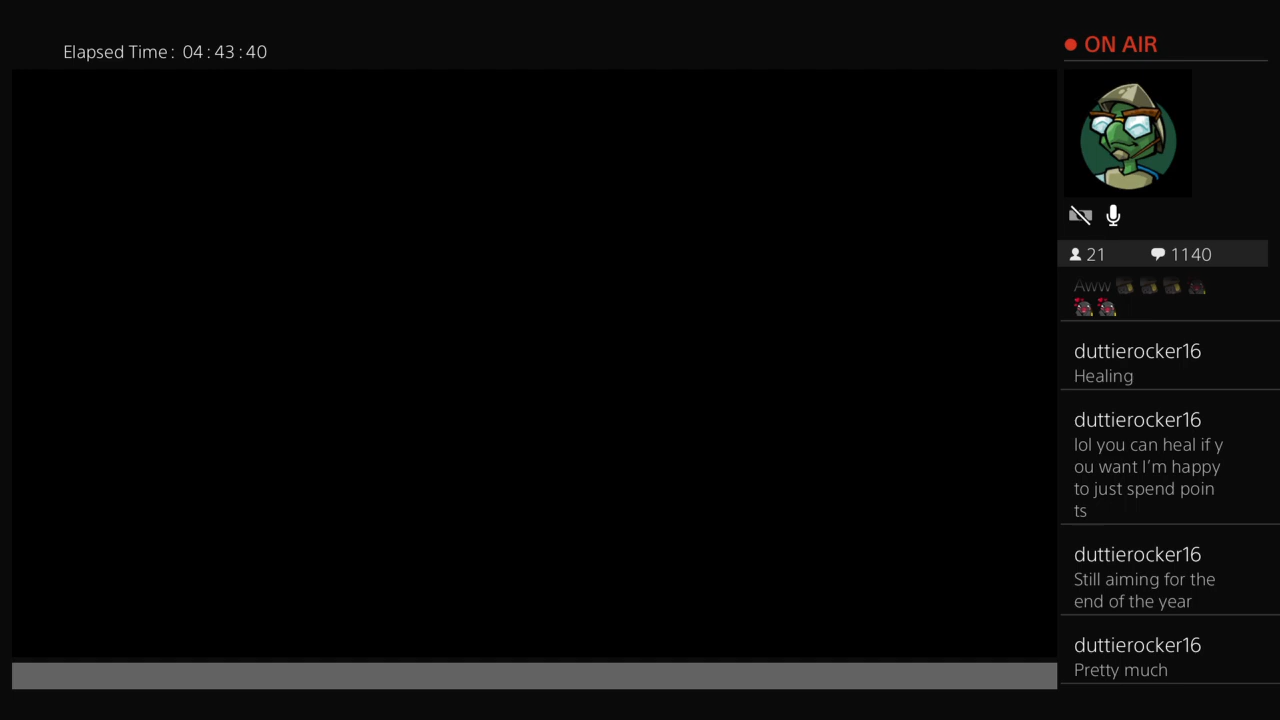 Elapsed Time: 04:43:40
ON AIR
21 1140
Aww
duttierocker16
Healing
duttierocker16
lol you can heal if y
ou want I'm happy
to just spend poin
ts
duttierocker16
Still aiming for the
end of the year
duttierocker16
Pretty much